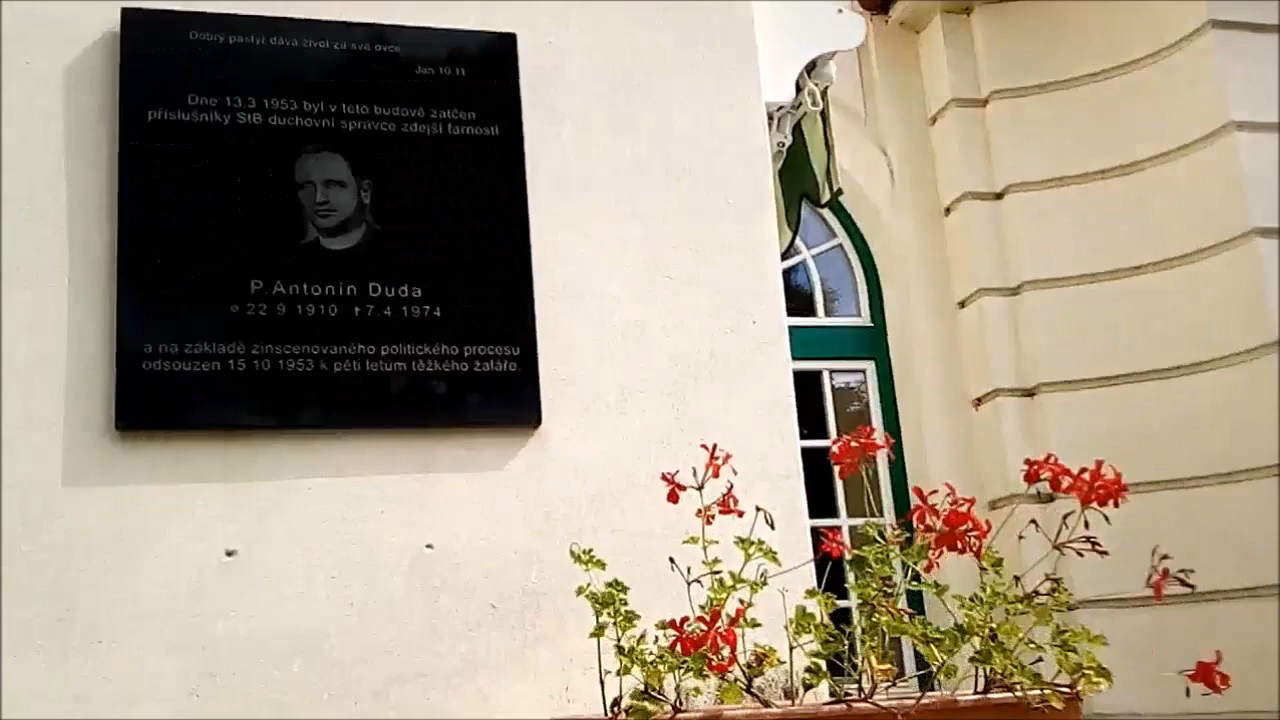 Dobrý pastýř dává život za své ovce
Jan 10.11
Dne 13.3 1953 byl v této budově zatčen
příslušníky StB duchovní správce zdejší farnosti
P. Antonín Duda
22 9 1910 † 7.4 1974
a na základě zinscenovaného politického procesu
odsouzen 15 10 1953 k pěti letům těžkého žaláře.